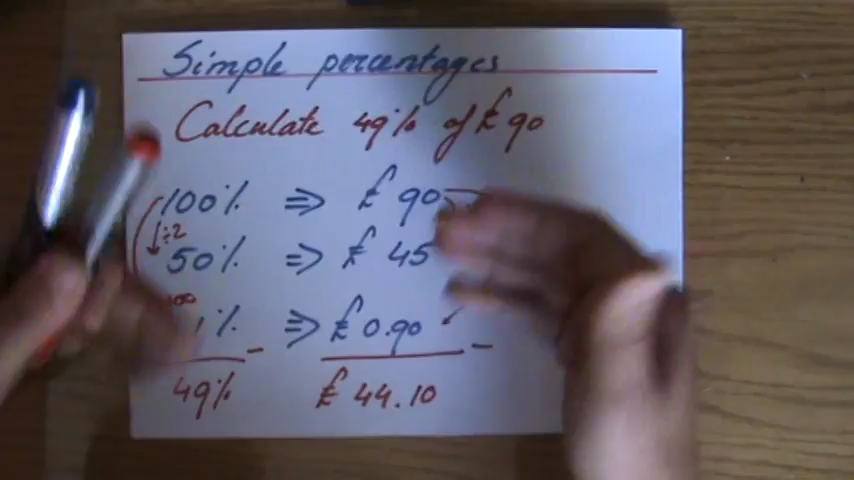 Simple percentages
Calculate 49% of £90
100% ⇒ £90
÷2
50% ⇒ £45
100
1% ⇒ £0.90
49% £44.10